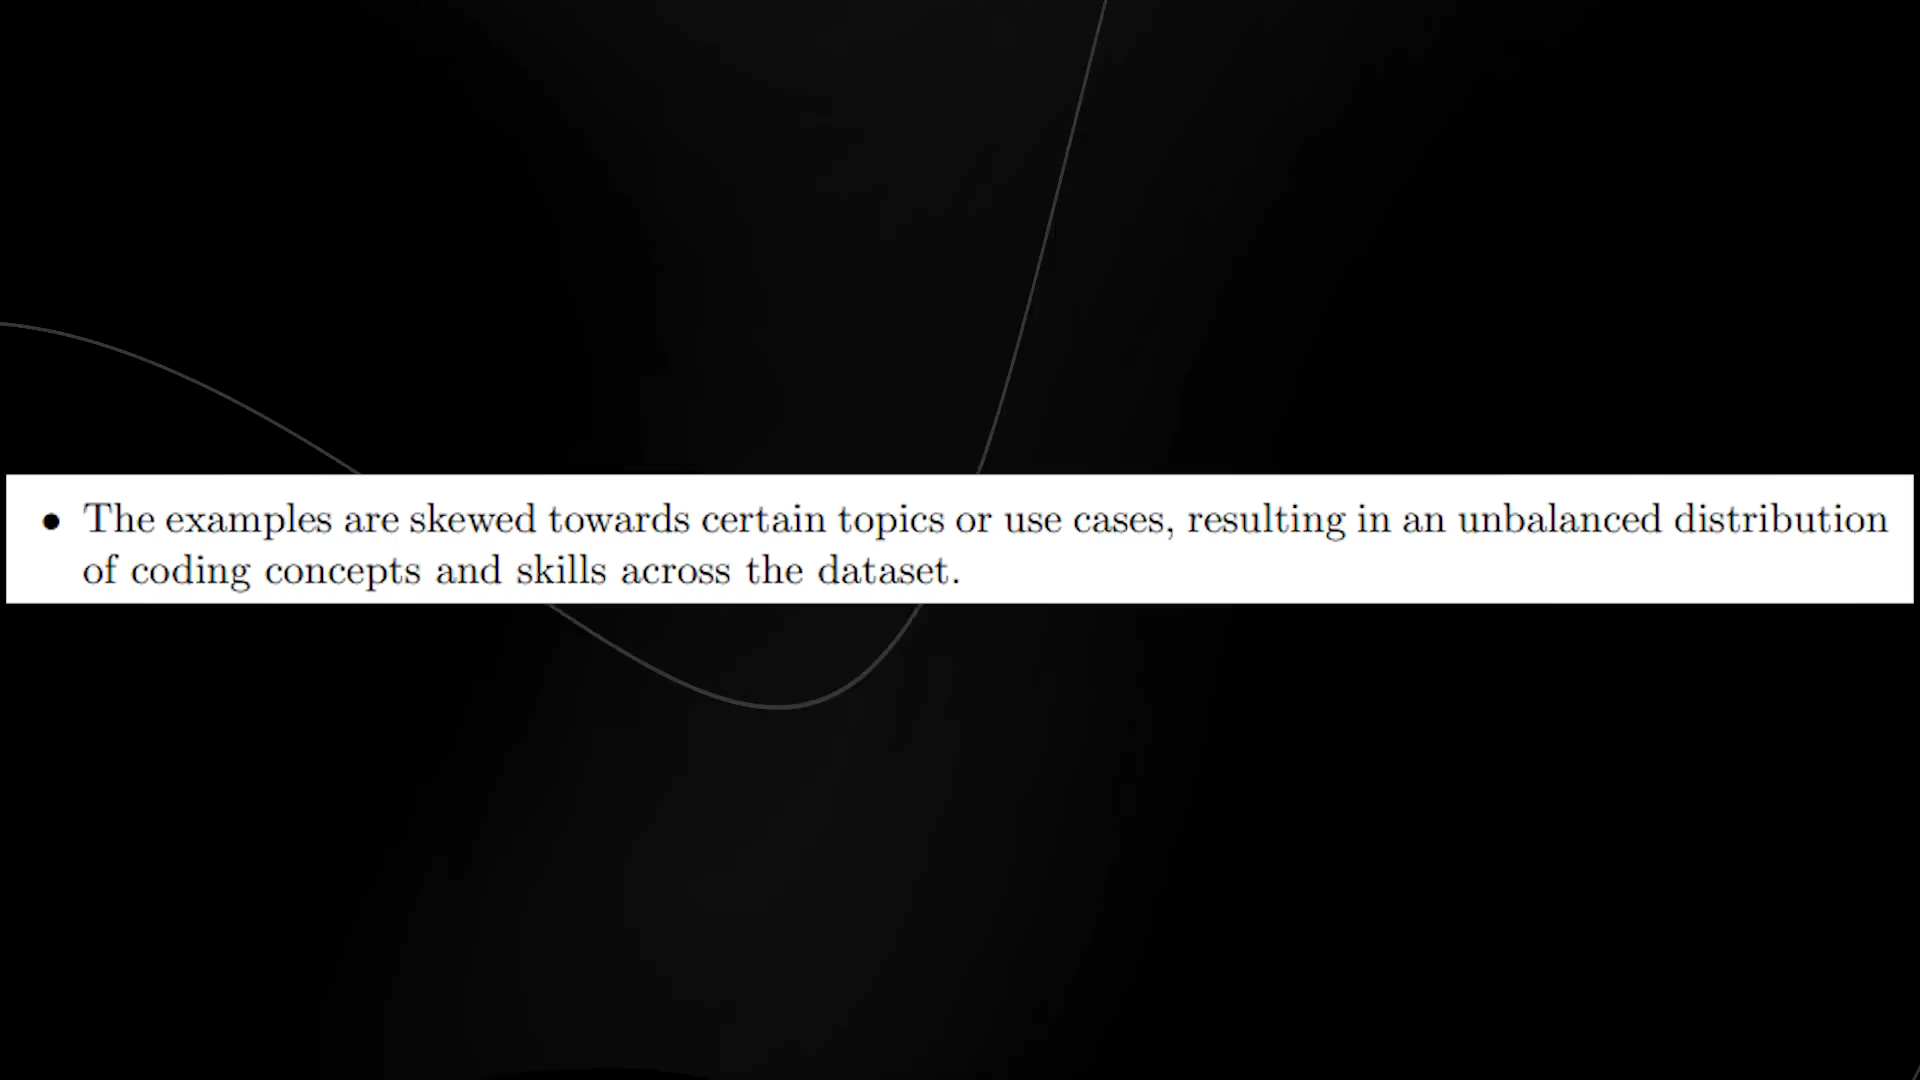 • The examples are skewed towards certain topics or use cases, resulting in an unbalanced distribution
of coding concepts and skills across the dataset.